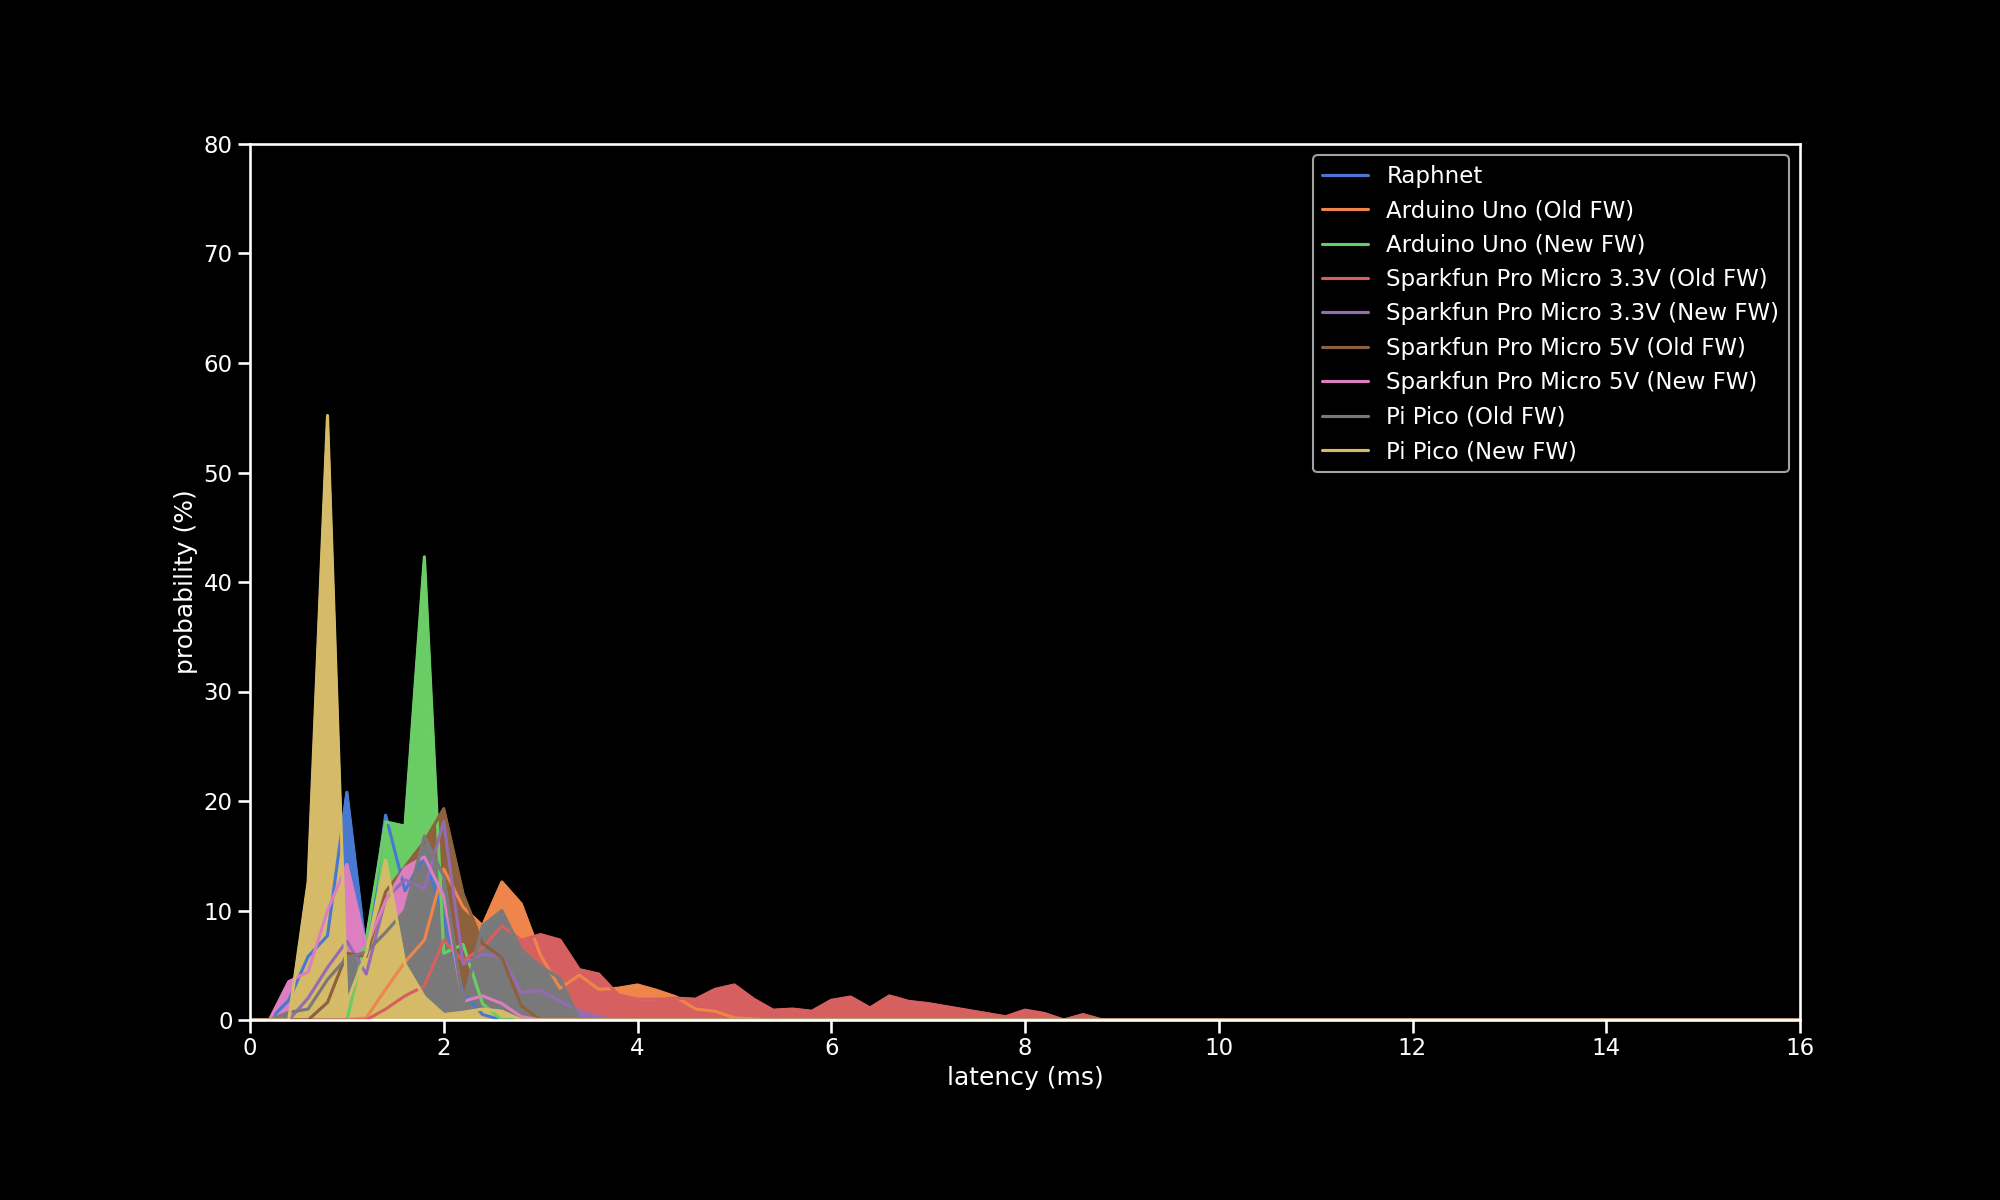 80
70
60
50
40
30
20
10
0
probability (%)
0 2 4 6 8 10 12 14 16
latency (ms)
Raphnet
Arduino Uno (Old FW)
Arduino Uno (New FW)
Sparkfun Pro Micro 3.3V (Old FW)
Sparkfun Pro Micro 3.3V (New FW)
Sparkfun Pro Micro 5V (Old FW)
Sparkfun Pro Micro 5V (New FW)
Pi Pico (Old FW)
Pi Pico (New FW)